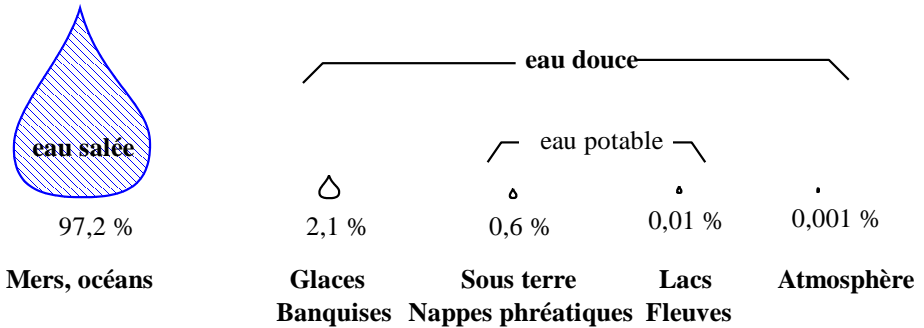 eau douce
eau potable
eau salée
97,2 %
2,1 %
0,6 %
0,01 %
0,001 %
Mers, océans
Glaces
Banquises
Sous terre
Nappes phréatiques
Lacs
Fleuves
Atmosphère